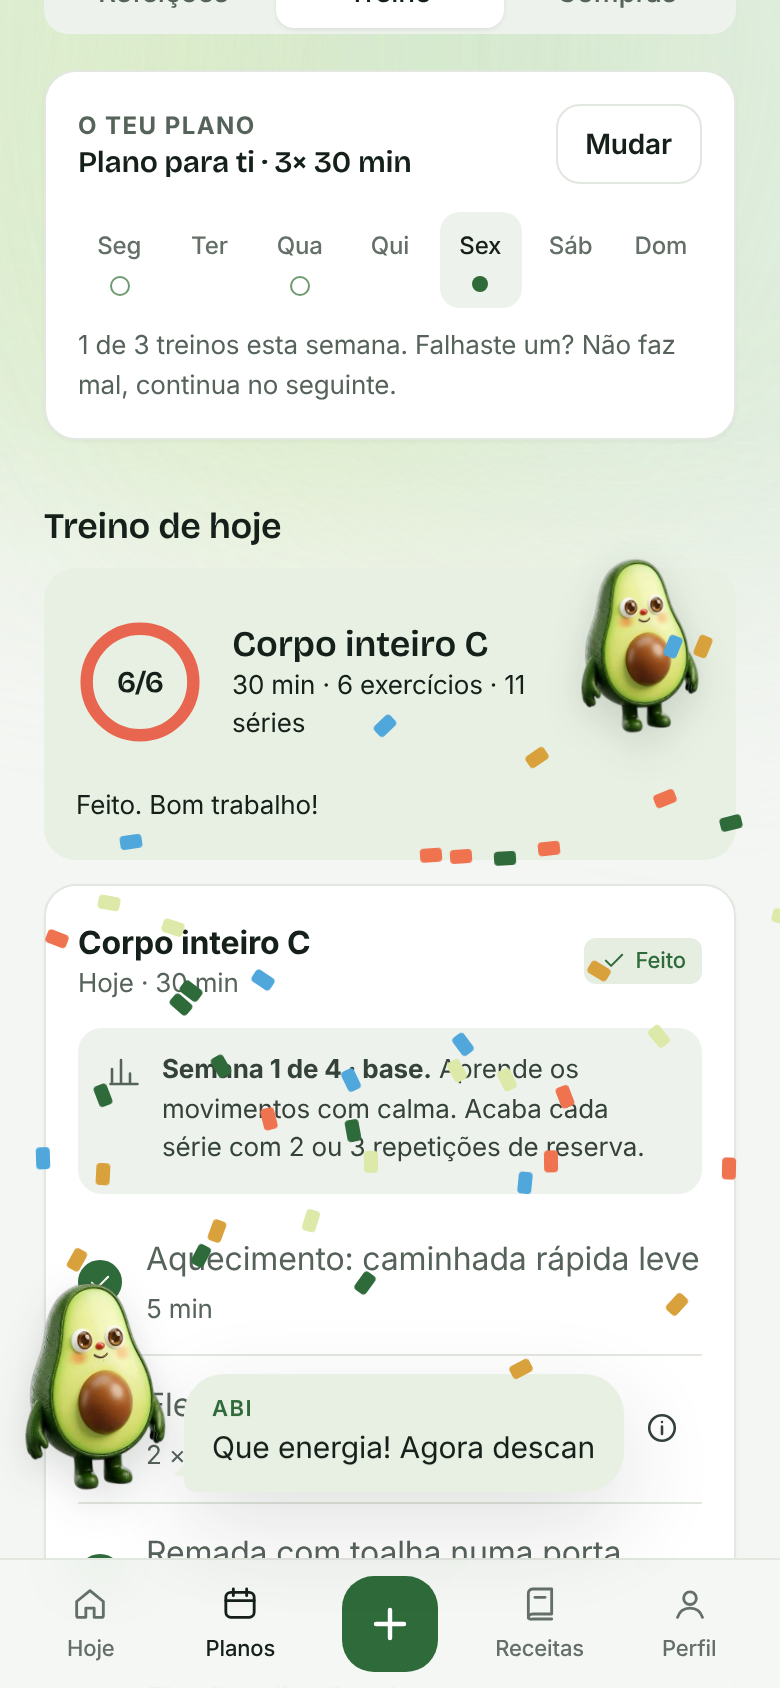 Refeições Treino Compras
O TEU PLANO
Plano para ti · 3× 30 min
Mudar
Seg Ter Qua Qui Sex Sáb Dom
1 de 3 treinos esta semana. Falhaste um? Não faz
mal, continua no seguinte.
Treino de hoje
6/6
Corpo inteiro C
30 min · 6 exercícios · 11
séries
Feito. Bom trabalho!
Corpo inteiro C
Hoje · 30 min
Feito
Semana 1 de 4 · base. Aprende os
movimentos com calma. Acaba cada
série com 2 ou 3 repetições de reserva.
Aquecimento: caminhada rápida leve
5 min
2 ×
ABI
Que energia! Agora descan
Remada com toalha numa porta
Hoje Planos Receitas Perfil